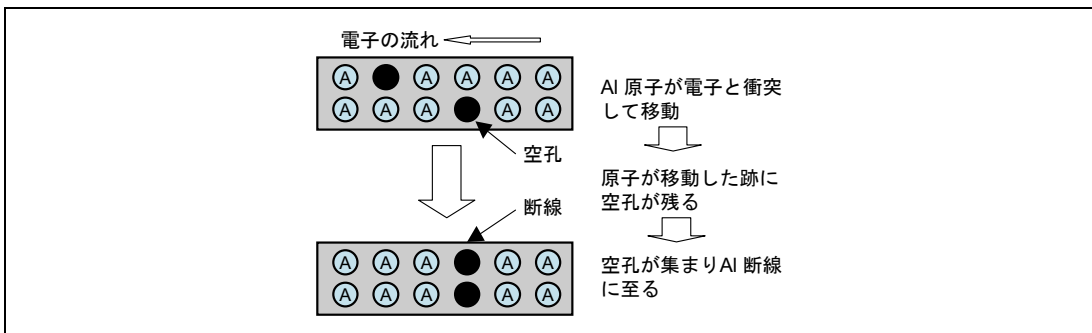 電子の流れ
A A A A A
A A A A A
空孔
断線
A A A A A
A A A A A
Al 原子が電子と衝突
して移動
原子が移動した跡に
空孔が残る
空孔が集まりAl 断線
に至る